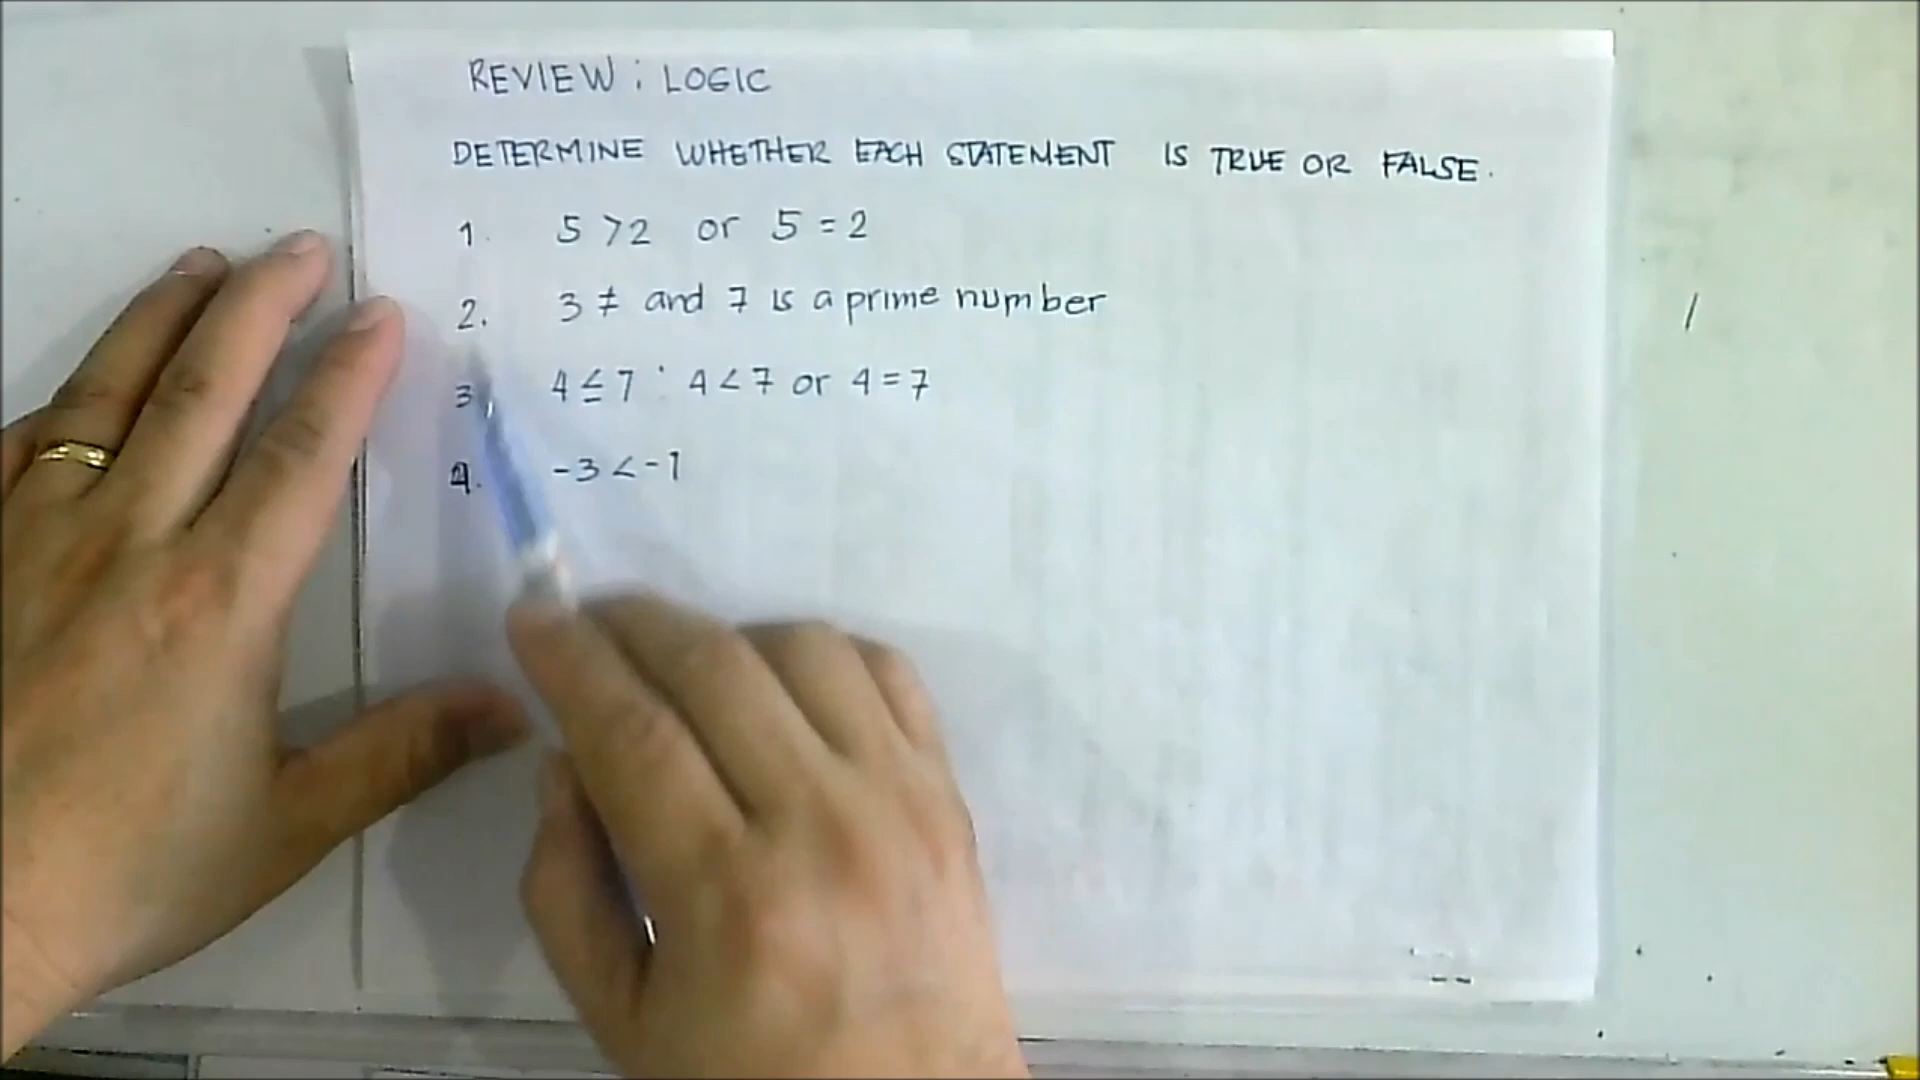 REVIEW : LOGIC
DETERMINE WHETHER EACH STATEMENT IS TRUE OR FALSE.
1. 5 > 2 or 5 = 2
2. 3 ≠ and 7 is a prime number
3. 4 ≤ 7 : 4 < 7 or 4 = 7
4. -3 < -1